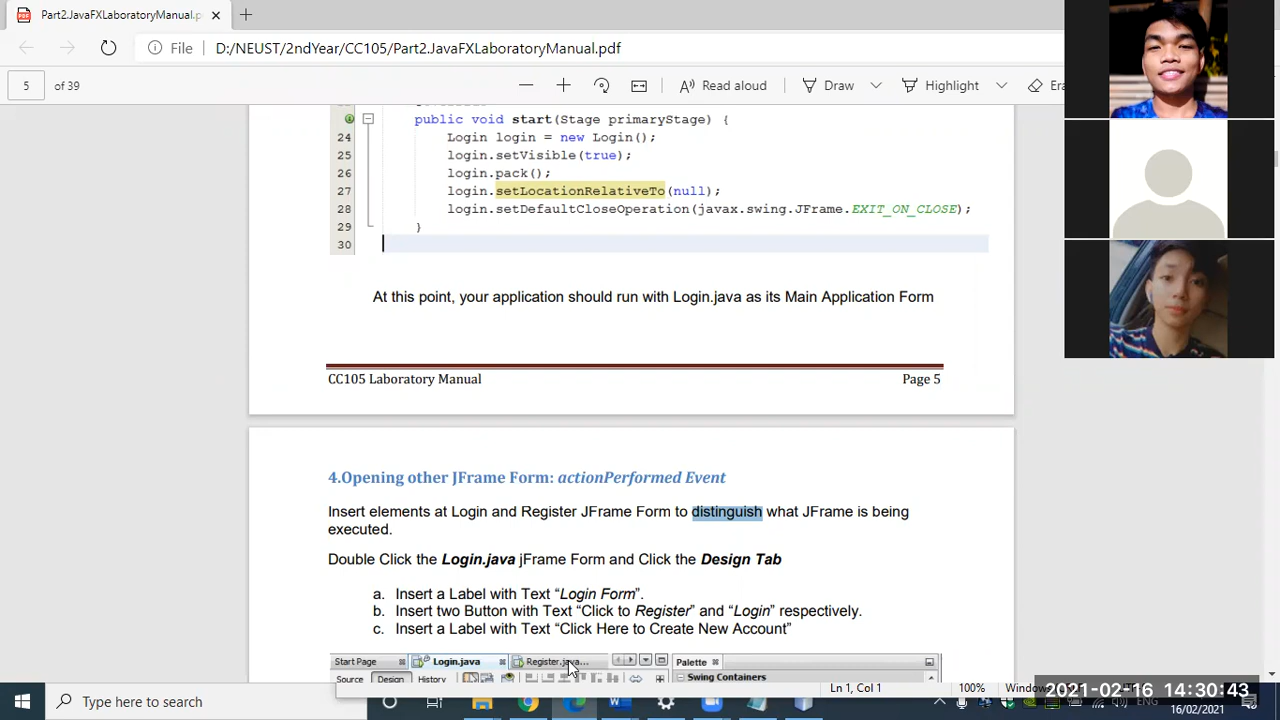 Part2.JavaFXLaboratoryManual.p
File D:/NEUST/2ndYear/CC105/Part2.JavaFXLaboratoryManual.pdf
5 of 39 Read aloud Draw Highlight Era
public void start(Stage primaryStage) {
24 Login login = new Login();
25 login.setVisible(true);
26 login.pack();
27 login.setLocationRelativeTo(null);
28 login.setDefaultCloseOperation(javax.swing.JFrame.EXIT_ON_CLOSE);
29 }
30
At this point, your application should run with Login.java as its Main Application Form
CC105 Laboratory Manual Page 5
4.Opening other JFrame Form: actionPerformed Event
Insert elements at Login and Register JFrame Form to distinguish what JFrame is being
executed.
Double Click the Login.java jFrame Form and Click the Design Tab
a. Insert a Label with Text “Login Form”.
b. Insert two Button with Text “Click to Register” and “Login” respectively.
c. Insert a Label with Text “Click Here to Create New Account”
Start Page Login.java Register.java... Palette
Source Design History Swing Containers
Ln 1, Col 1 100%
2021-02-16 14:30:43
Type here to search
16/02/2021